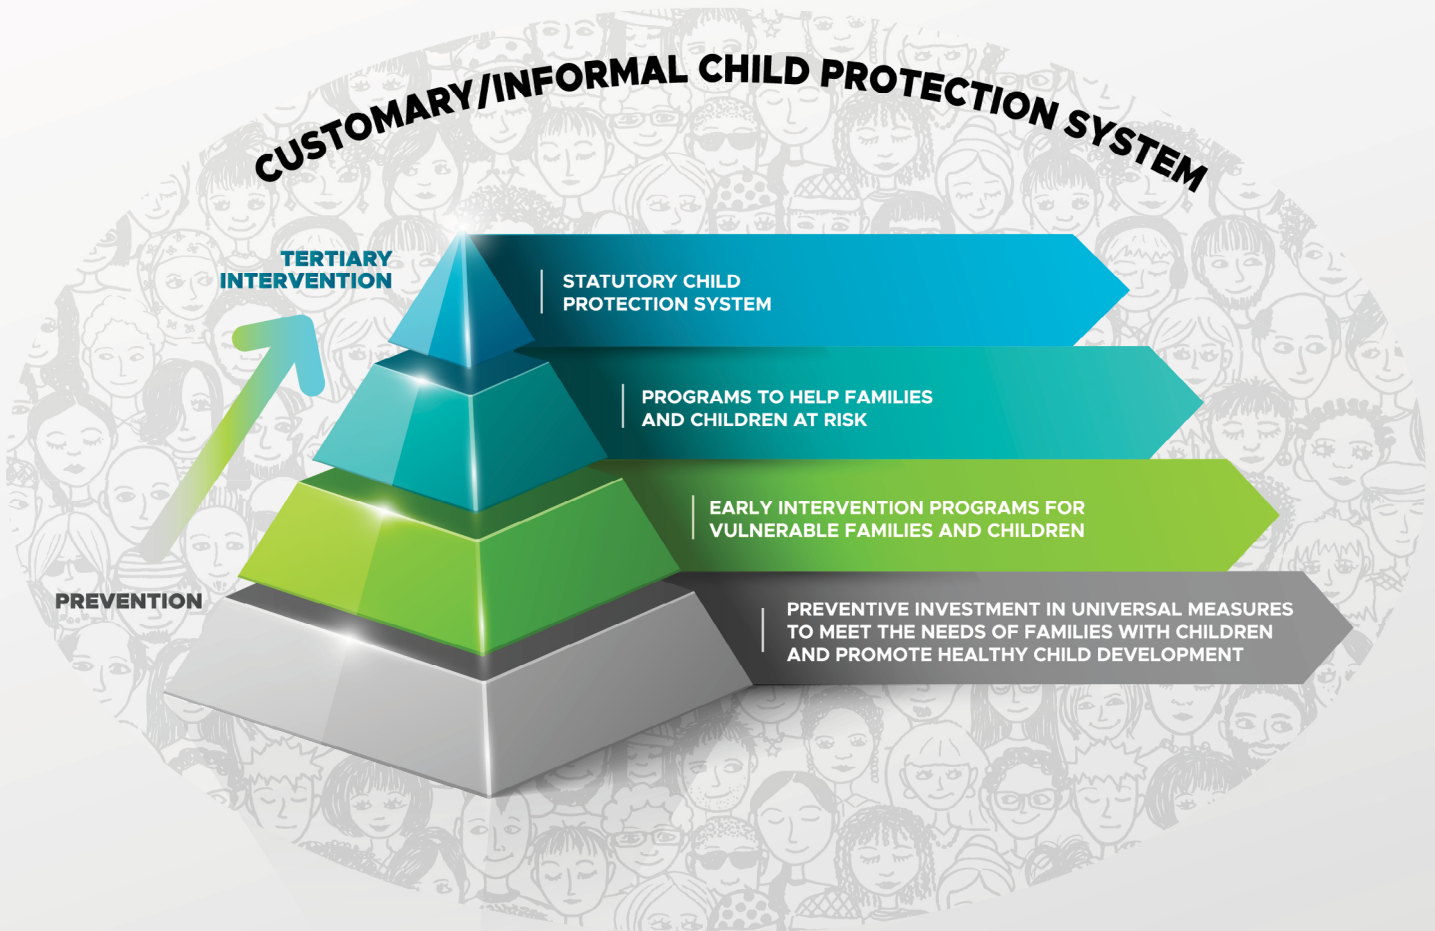 CUSTOMARY/INFORMAL CHILD PROTECTION SYSTEM
TERTIARY
INTERVENTION
STATUTORY CHILD
PROTECTION SYSTEM
PROGRAMS TO HELP FAMILIES
AND CHILDREN AT RISK
EARLY INTERVENTION PROGRAMS FOR
VULNERABLE FAMILIES AND CHILDREN
PREVENTION
PREVENTIVE INVESTMENT IN UNIVERSAL MEASURES
TO MEET THE NEEDS OF FAMILIES WITH CHILDREN
AND PROMOTE HEALTHY CHILD DEVELOPMENT